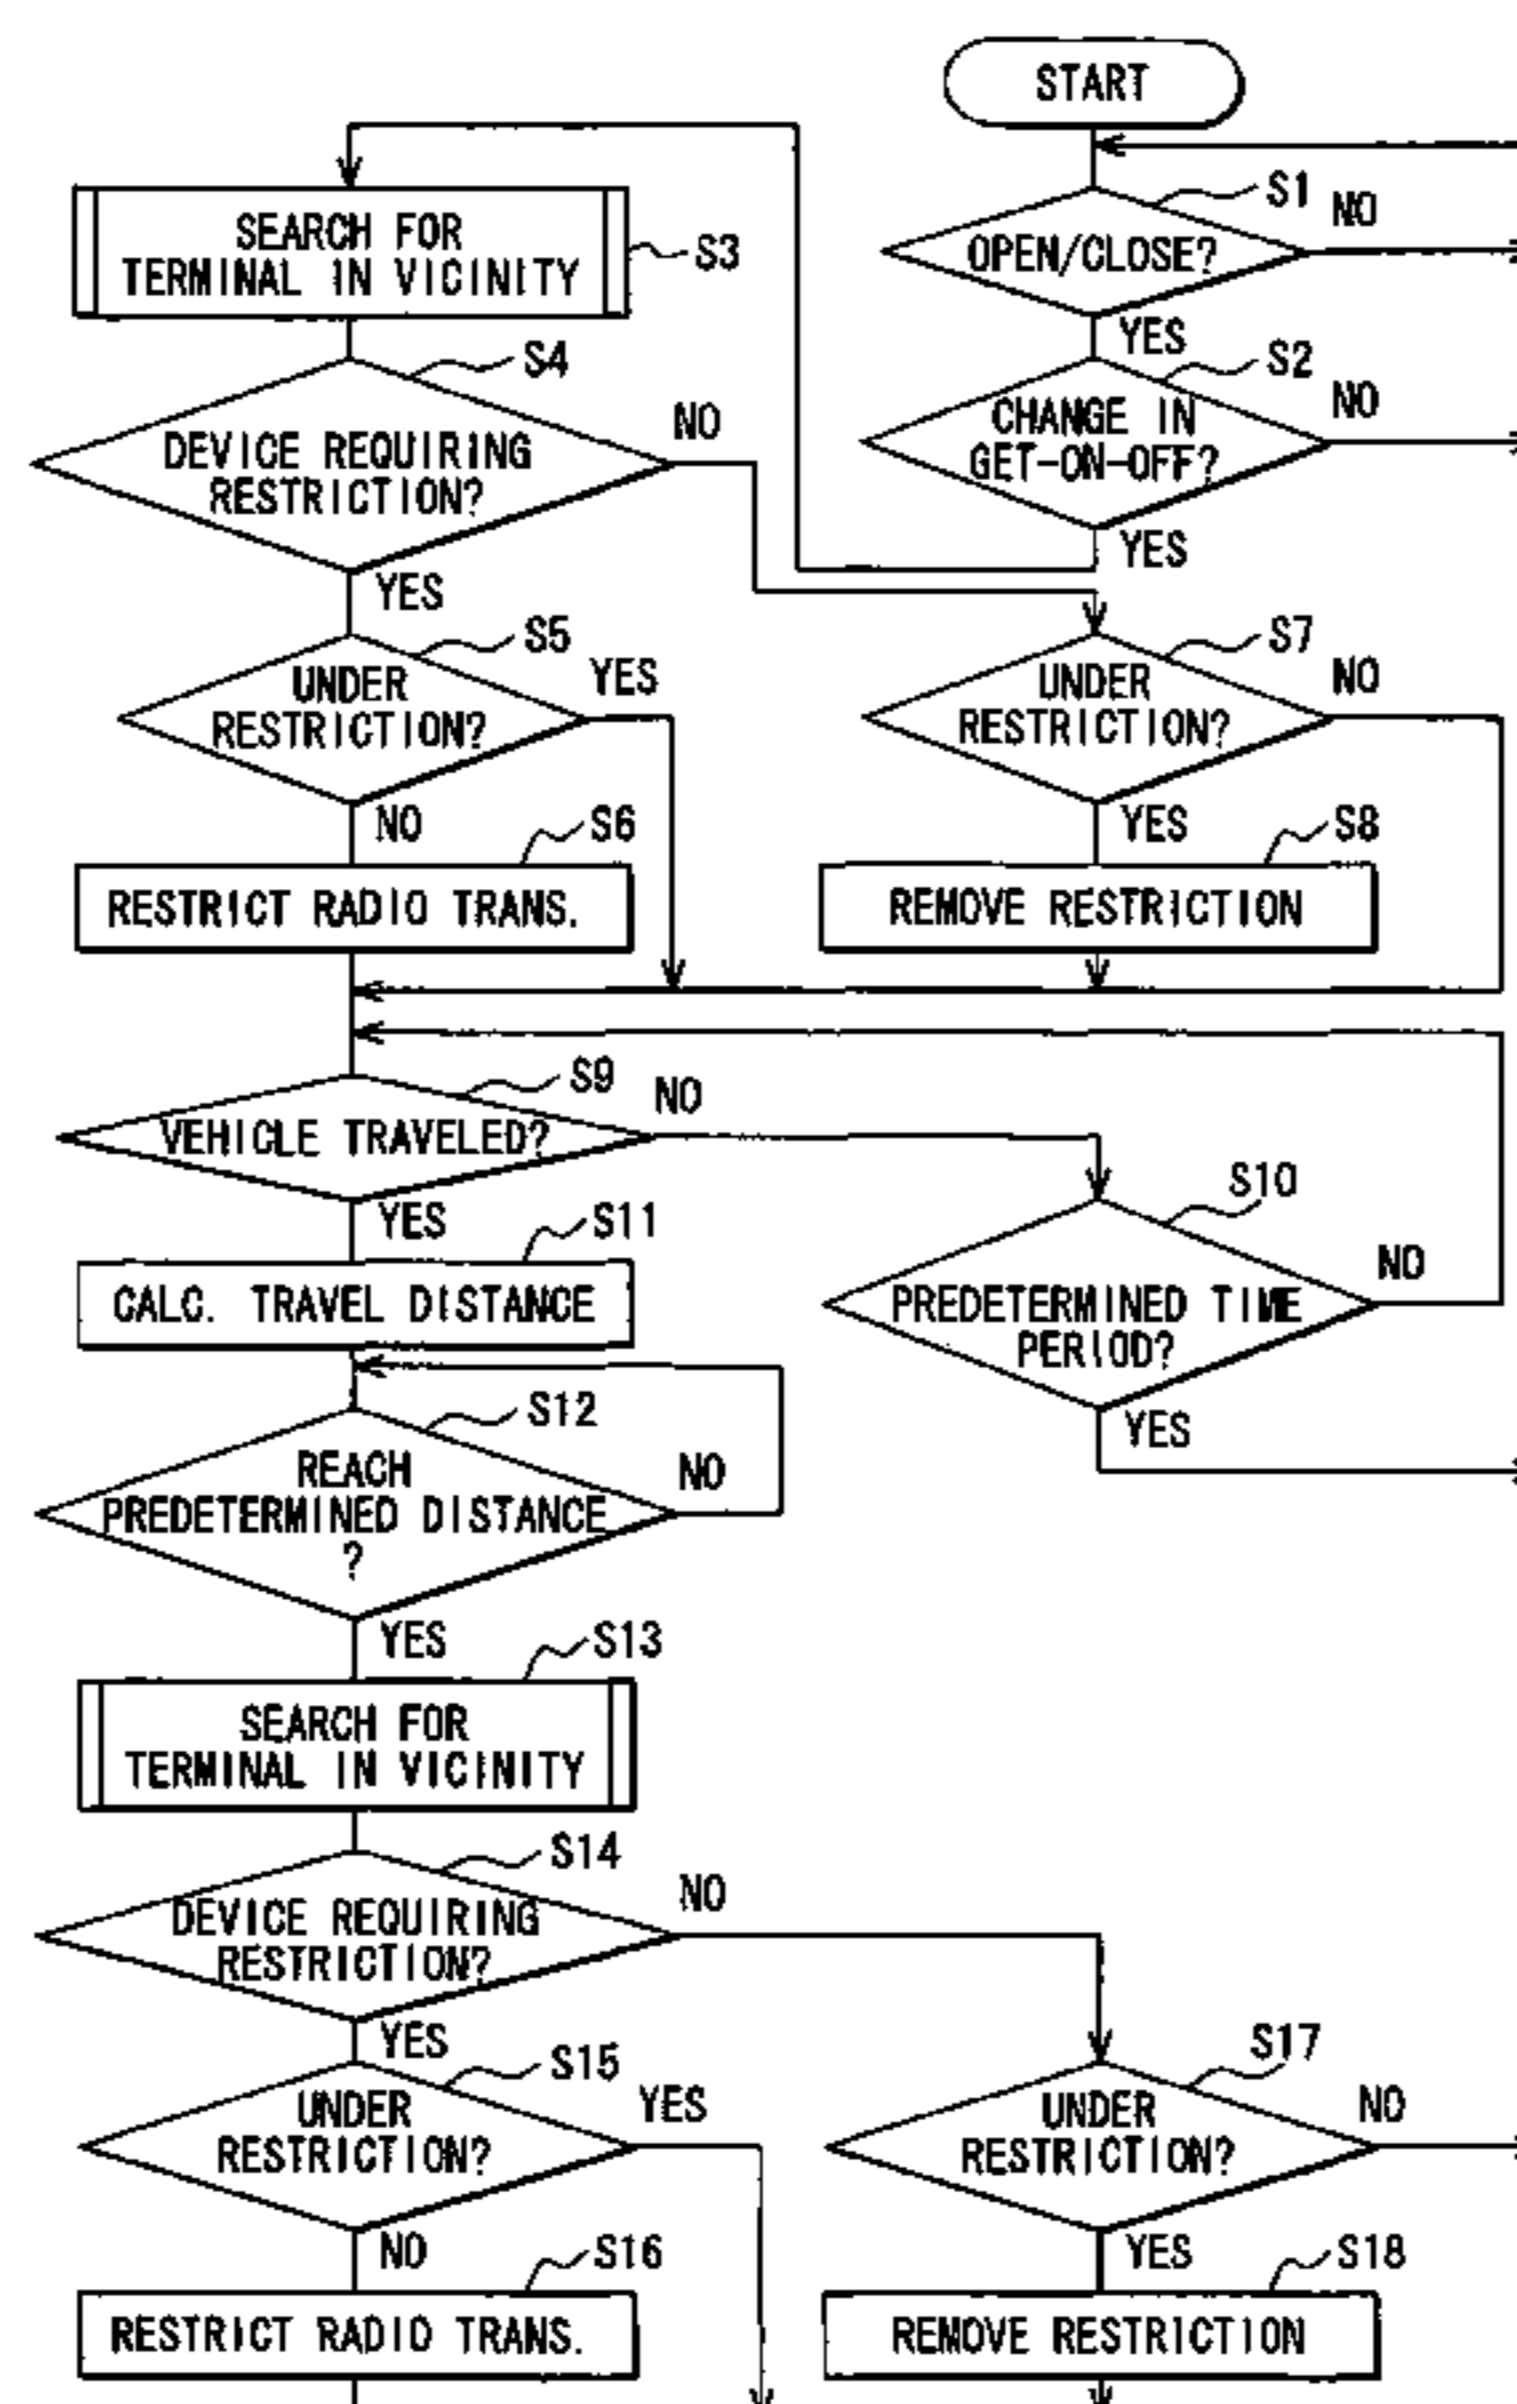 START
S1
OPEN/CLOSE?
NO
YES
S2
CHANGE IN
GET-ON-OFF?
NO
YES
SEARCH FOR
TERMINAL IN VICINITY
S3
S4
DEVICE REQUIRING
RESTRICTION?
NO
YES
S5
UNDER
RESTRICTION?
YES
NO
S6
RESTRICT RADIO TRANS.
S7
UNDER
RESTRICTION?
NO
YES
S8
REMOVE RESTRICTION
S9
VEHICLE TRAVELED?
NO
YES
S10
PREDETERMINED TIME
PERIOD?
NO
YES
S11
CALC. TRAVEL DISTANCE
S12
REACH
PREDETERMINED DISTANCE
?
NO
YES
S13
SEARCH FOR
TERMINAL IN VICINITY
S14
DEVICE REQUIRING
RESTRICTION?
NO
YES
S15
UNDER
RESTRICTION?
YES
NO
S16
RESTRICT RADIO TRANS.
S17
UNDER
RESTRICTION?
NO
YES
S18
REMOVE RESTRICTION